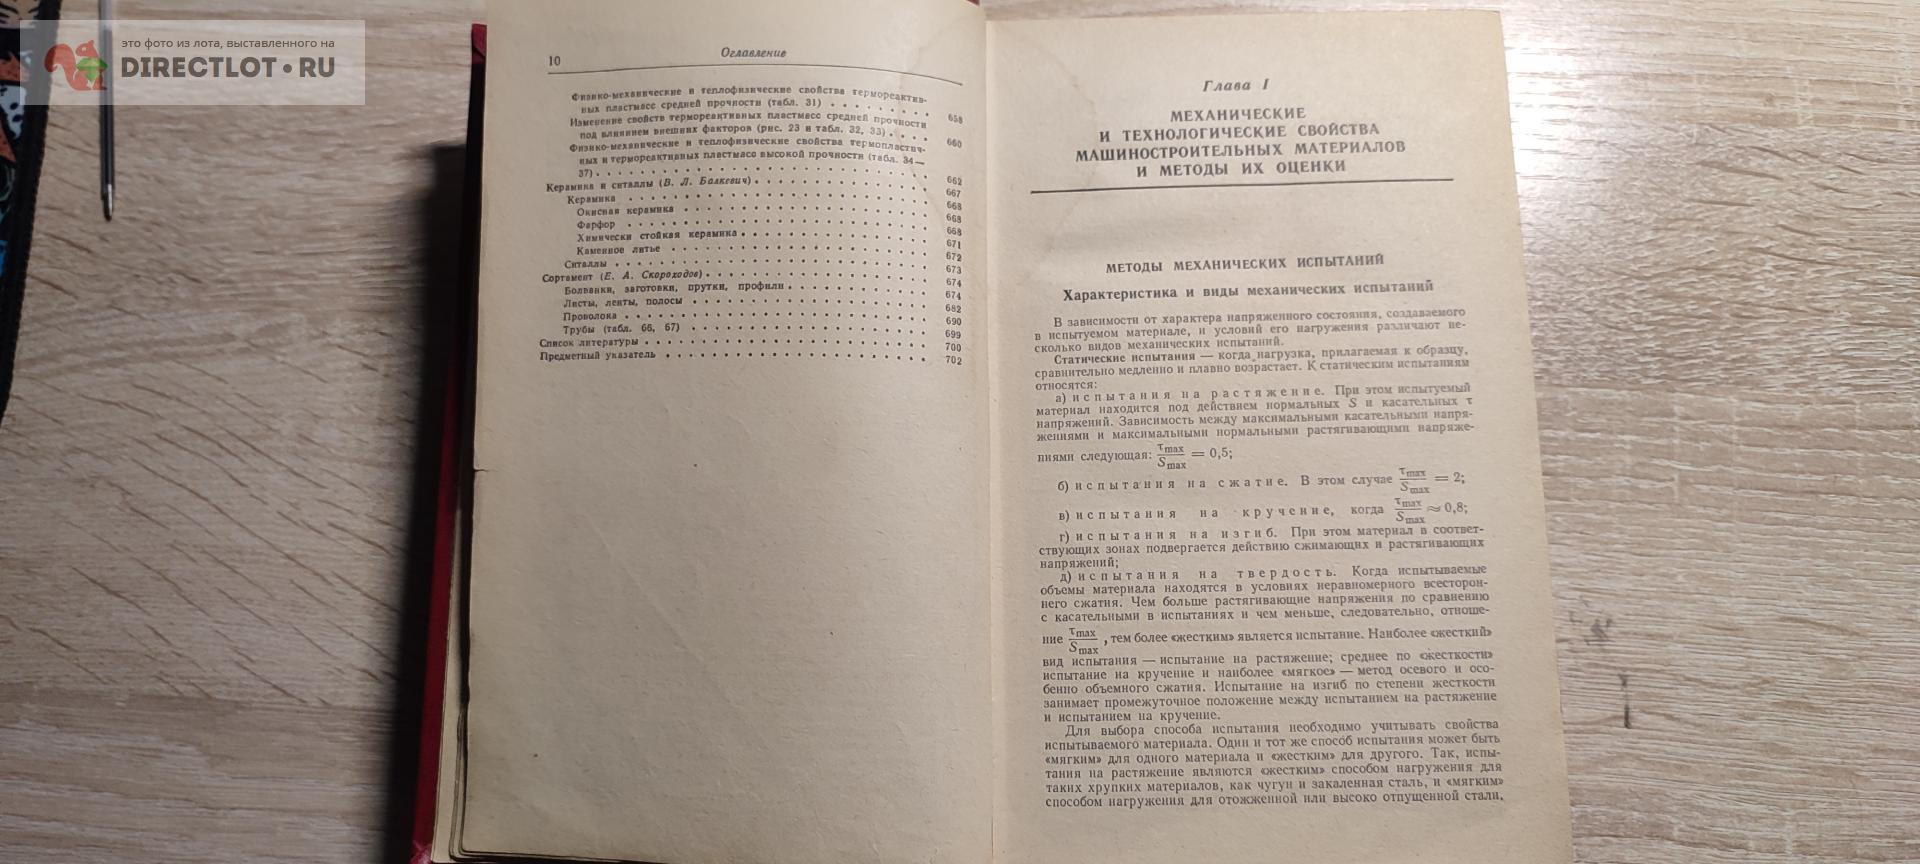 это фото из лота, выставленного на
DIRECTLOT•RU
10
Оглавление
Физико-механические и теплофизические свойства термореактив-
ных пластмасс средней прочности (табл. 31) . . . . . . . 658
Изменение свойств термореактивных пластмасс средней прочности
под влиянием внешних факторов (рис. 23 и табл. 32, 33) . . . . 660
Физико-механические и теплофизические свойства термопластич-
ных и термореактивных пластмасс высокой прочности (табл. 34—
37) . . . . . . . . . . 662
Керамика и ситаллы (В. Л. Балкевич) . . . . . . . . . . 667
Керамика . . . . . . . . . . 668
Окисная керамика . . . . . . . . . . 668
Фарфор . . . . . . . . . . 668
Химически стойкая керамика . . . . . . . . . . 671
Каменное литье . . . . . . . . . . 672
Ситаллы . . . . . . . . . . 673
Сортамент (Е. А. Скороходов) . . . . . . . . . . 674
Болванки, заготовки, прутки, профили . . . . . . . . . . 674
Листы, ленты, полосы . . . . . . . . . . 682
Проволока . . . . . . . . . . 690
Трубы (табл. 66, 67) . . . . . . . . . . 699
Список литературы . . . . . . . . . . 700
Предметный указатель . . . . . . . . . . 702
Глава I
МЕХАНИЧЕСКИЕ
И ТЕХНОЛОГИЧЕСКИЕ СВОЙСТВА
МАШИНОСТРОИТЕЛЬНЫХ МАТЕРИАЛОВ
И МЕТОДЫ ИХ ОЦЕНКИ
МЕТОДЫ МЕХАНИЧЕСКИХ ИСПЫТАНИЙ
Характеристика и виды механических испытаний
В зависимости от характера напряженного состояния, создаваемого
в испытуемом материале, и условий его нагружения различают не-
сколько видов механических испытаний.
Статические испытания — когда нагрузка, прилагаемая к образцу,
сравнительно медленно и плавно возрастает. К статическим испытаниям
относятся:
а) испытания на растяжение. При этом испытуемый
материал находится под действием нормальных S и касательных τ
напряжений. Зависимость между максимальными касательными напря-
жениями и максимальными нормальными растягивающими напряже-
ниями следующая: τmax/Smax = 0,5;
б) испытания на сжатие. В этом случае τmax/Smax = 2;
в) испытания на кручение, когда τmax/Smax ≈ 0,8;
г) испытания на изгиб. При этом материал в соответ-
ствующих зонах подвергается действию сжимающих и растягивающих
напряжений;
д) испытания на твердость. Когда испытываемые
объемы материала находятся в условиях неравномерного всесторон-
него сжатия. Чем больше растягивающие напряжения по сравнению
с касательными в испытаниях и чем меньше, следовательно, отноше-
ние τmax/Smax, тем более «жестким» является испытание. Наиболее «жесткий»
вид испытания — испытание на растяжение; среднее по «жесткости»
испытание на кручение и наиболее «мягкое» — метод осевого и осо-
бенно объемного сжатия. Испытание на изгиб по степени жесткости
занимает промежуточное положение между испытанием на растяжение
и испытанием на кручение.
Для выбора способа испытания необходимо учитывать свойства
испытываемого материала. Один и тот же способ испытания может быть
«мягким» для одного материала и «жестким» для другого. Так, испы-
тания на растяжение являются «жестким» способом нагружения для
таких хрупких материалов, как чугун и закаленная сталь, и «мягким»
способом нагружения для отожженной или высоко отпущенной стали,